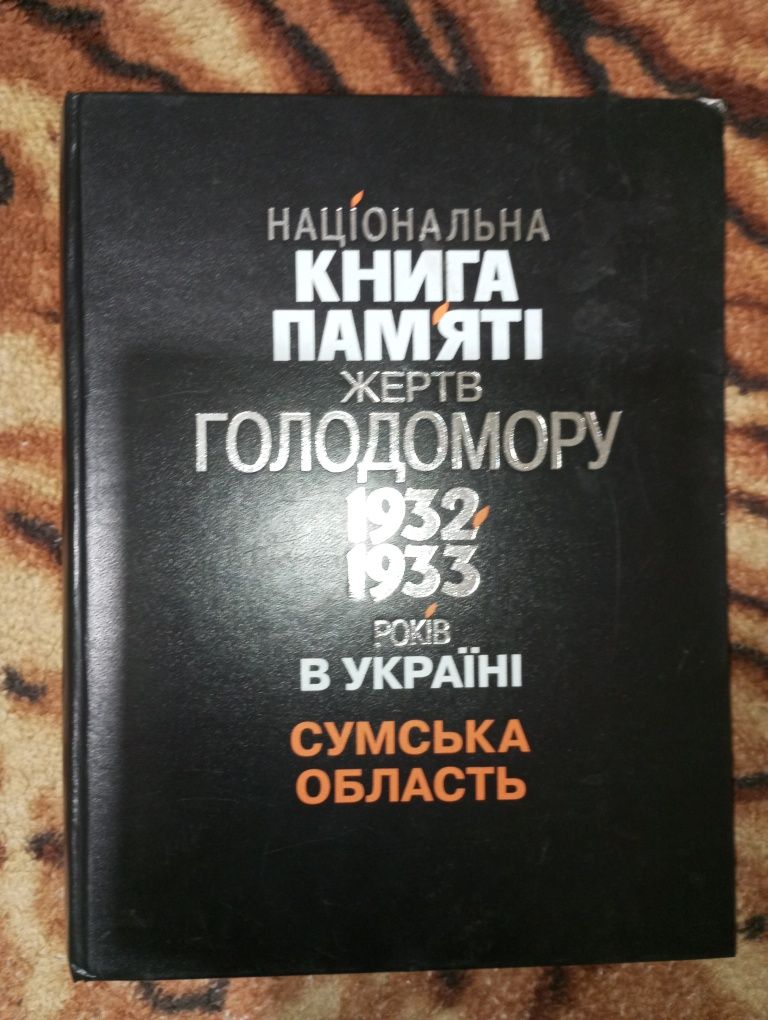 НАЦІОНАЛЬНА
КНИГА
ПАМ'ЯТІ
ЖЕРТВ
ГОЛОДОМОРУ
1932
1933
РОКІВ
В УКРАЇНІ
СУМСЬКА
ОБЛАСТЬ